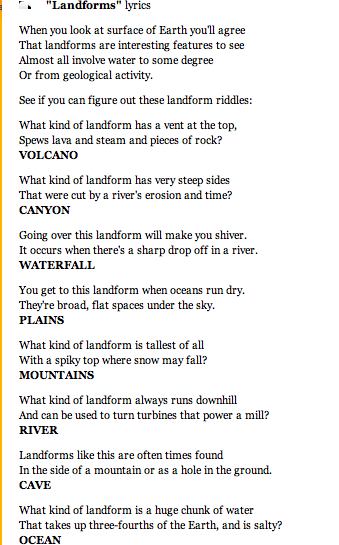 "Landforms" lyrics
When you look at surface of Earth you'll agree
That landforms are interesting features to see
Almost all involve water to some degree
Or from geological activity.
See if you can figure out these landform riddles:
What kind of landform has a vent at the top,
Spews lava and steam and pieces of rock?
VOLCANO
What kind of landform has very steep sides
That were cut by a river's erosion and time?
CANYON
Going over this landform will make you shiver.
It occurs when there's a sharp drop off in a river.
WATERFALL
You get to this landform when oceans run dry.
They're broad, flat spaces under the sky.
PLAINS
What kind of landform is tallest of all
With a spiky top where snow may fall?
MOUNTAINS
What kind of landform always runs downhill
And can be used to turn turbines that power a mill?
RIVER
Landforms like this are often times found
In the side of a mountain or as a hole in the ground.
CAVE
What kind of landform is a huge chunk of water
That takes up three-fourths of the Earth, and is salty?
OCEAN